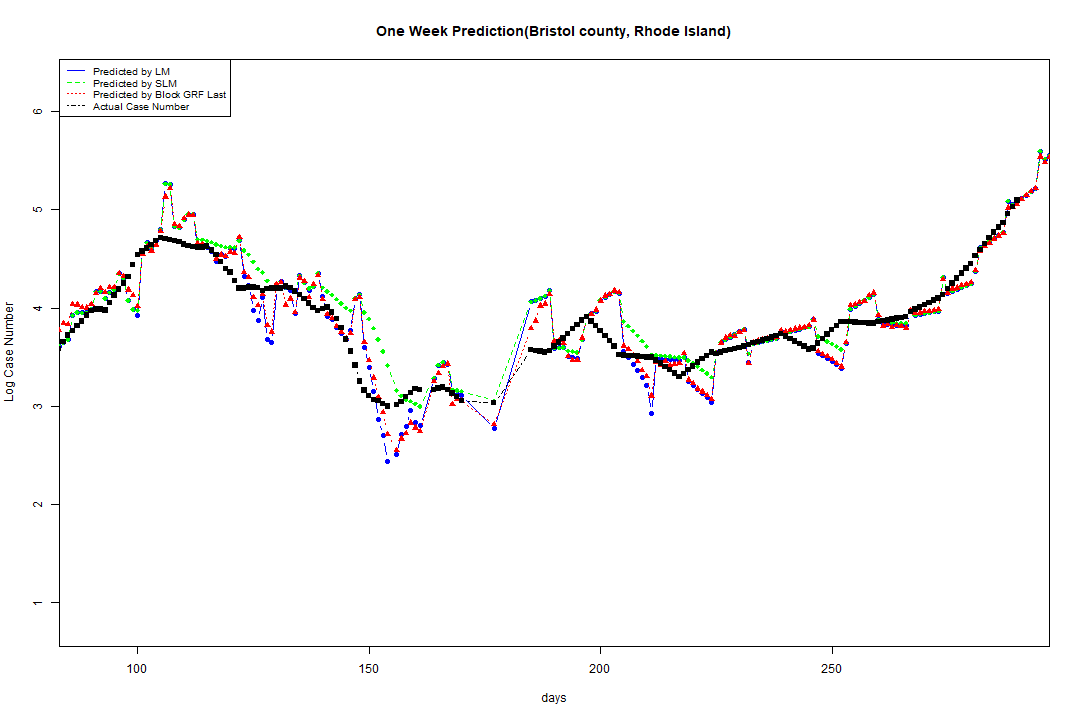 One Week Prediction(Bristol county, Rhode Island)
Predicted by LM
Predicted by SLM
Predicted by Block GRF Last
Actual Case Number
6
5
4
3
2
1
Log Case Number
100 150 200 250
days